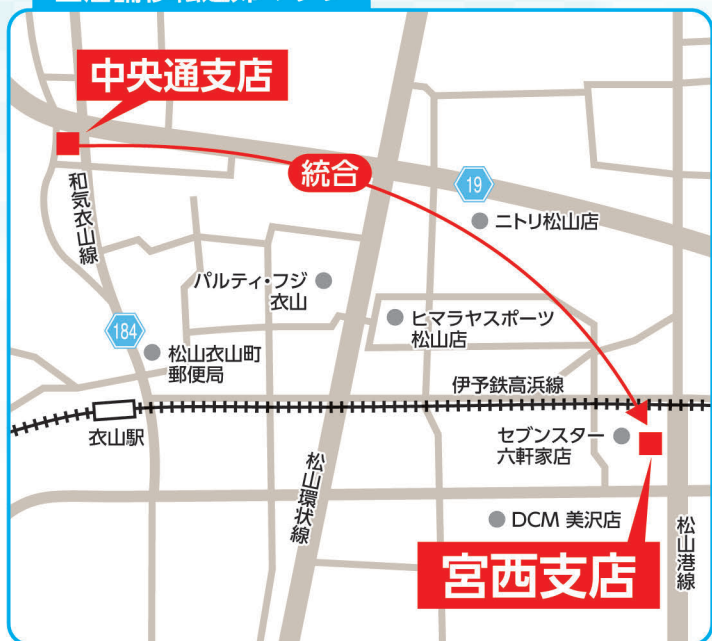 中央通支店
統合
19
ニトリ松山店
和気衣山線
パルティ・フジ
衣山
ヒマラヤスポーツ
松山店
184
松山衣山町
郵便局
伊予鉄高浜線
衣山駅
セブンスター
六軒家店
松山環状線
DCM 美沢店
松山港線
宮西支店